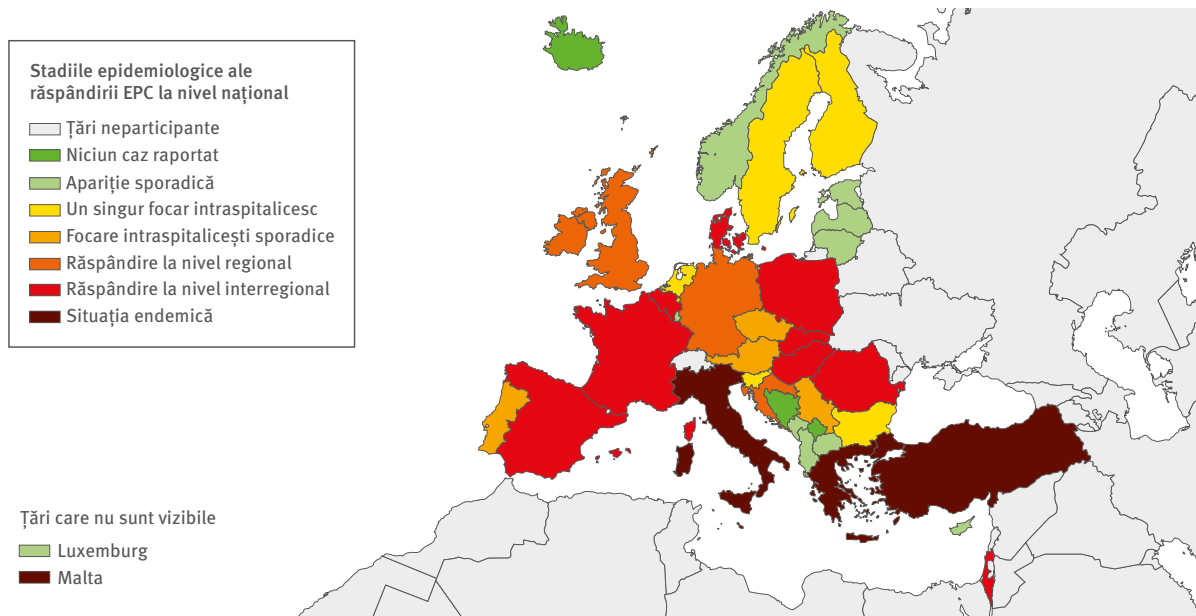 Stadiile epidemiologice ale
răspândirii EPC la nivel național
Țări neparticipante
Niciun caz raportat
Apariție sporadică
Un singur focar intraspitalicesc
Focare intraspitalicești sporadice
Răspândire la nivel regional
Răspândire la nivel interregional
Situația endemică
Țări care nu sunt vizibile
Luxemburg
Malta